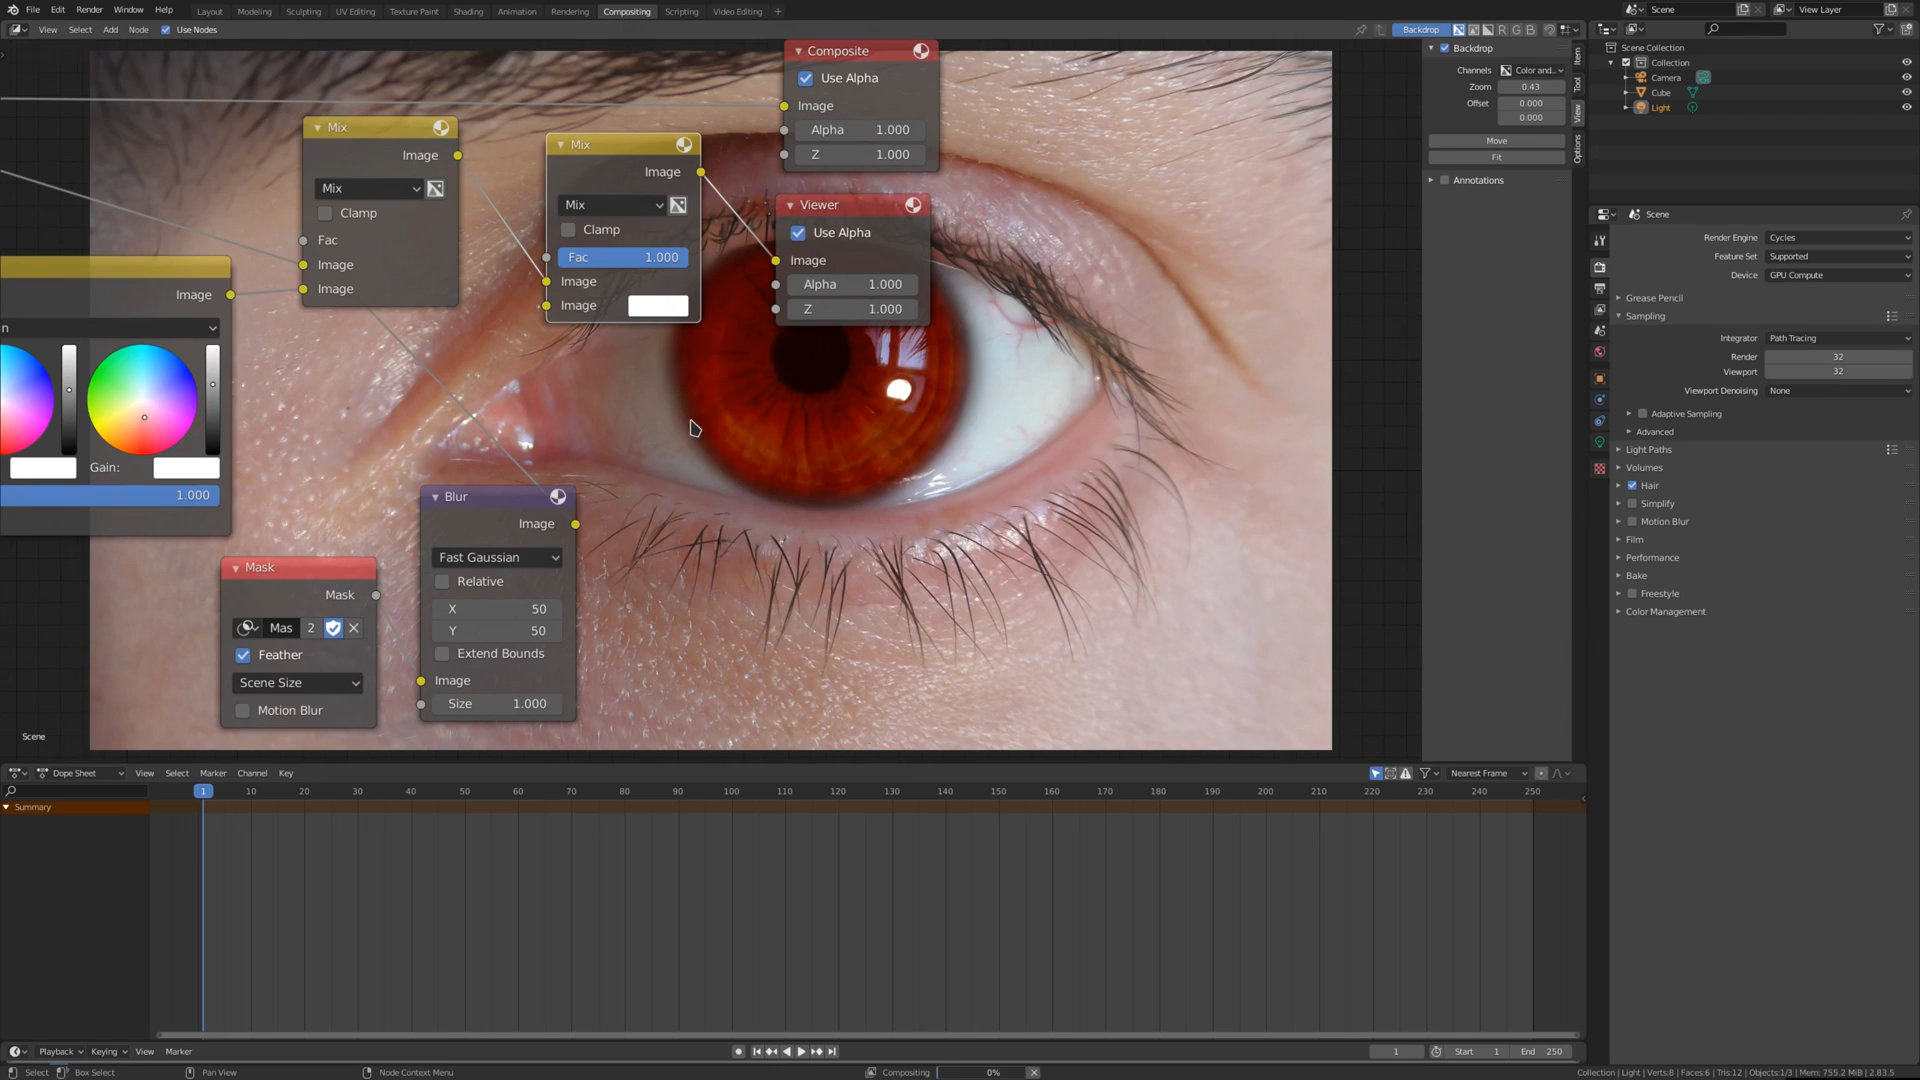 File Edit Render Window Help Layout Modeling Sculpting UV Editing Texture Paint Shading Animation Rendering Compositing Scripting Video Editing + Scene View Layer
View Select Add Node Use Nodes Backdrop R G B
Composite
Use Alpha
Image
Alpha 1.000
Z 1.000
Mix
Image
Mix
Clamp
Fac
Image
Image
Mix
Image
Mix
Clamp
Fac 1.000
Image
Image
Viewer
Use Alpha
Image
Alpha 1.000
Z 1.000
Image
n
Gain:
1.000
Blur
Image
Fast Gaussian
Relative
X 50
Y 50
Extend Bounds
Image
Size 1.000
Mask
Mask
Mas 2
Feather
Scene Size
Motion Blur
Scene
Backdrop
Channels Color and..
Zoom 0.43
Offset 0.000
0.000
Move
Fit
Annotations
Item
Tool
View
Options
Scene Collection
Collection
Camera
Cube
Light
Scene
Render Engine Cycles
Feature Set Supported
Device GPU Compute
Grease Pencil
Sampling
Integrator Path Tracing
Render 32
Viewport 32
Viewport Denoising None
Adaptive Sampling
Advanced
Light Paths
Volumes
Hair
Simplify
Motion Blur
Film
Performance
Bake
Freestyle
Color Management
Dope Sheet View Select Marker Channel Key Nearest Frame
1 10 20 30 40 50 60 70 80 90 100 110 120 130 140 150 160 170 180 190 200 210 220 230 240 250
Summary
Playback Keying View Marker 1 Start 1 End 250
Select Box Select Pan View Node Context Menu Compositing 0% Collection | Light | Verts:8 | Faces:6 | Tris:12 | Objects:1/3 | Mem: 755.2 MiB | 2.83.5